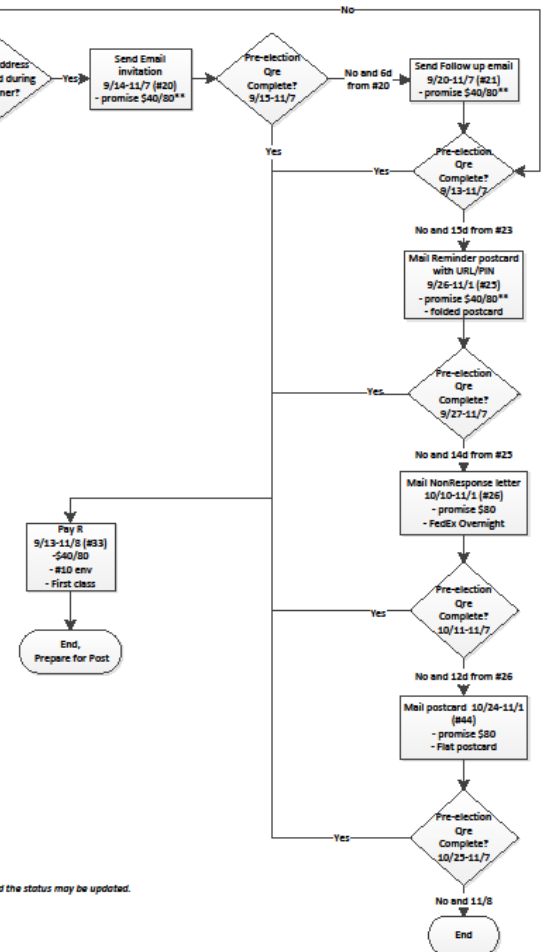 No
ddress
d during
ner?
Yes
Send Email
invitation
9/14-11/7 (#20)
- promise $40/80**
Pre-election
Qre
Complete?
9/15-11/7
No and 6d
from #20
Send Follow up email
9/20-11/7 (#21)
- promise $40/80**
Yes
Pre-election
Qre
Complete?
9/13-11/7
Yes
No and 15d from #23
Mail Reminder postcard
with URL/PIN
9/26-11/1 (#25)
- promise $40/80**
- folded postcard
Pre-election
Qre
Complete?
9/27-11/7
Yes
No and 14d from #25
Mail NonResponse letter
10/10-11/1 (#26)
- promise $80
- FedEx Overnight
Pay R
9/13-11/8 (#33)
-$40/80
- #10 env
- First class
End,
Prepare for Post
Pre-election
Qre
Complete?
10/11-11/7
Yes
No and 12d from #26
Mail postcard 10/24-11/1
(#44)
- promise $80
- Flat postcard
Pre-election
Qre
Complete?
10/25-11/7
Yes
d the status may be updated.
No and 11/8
End